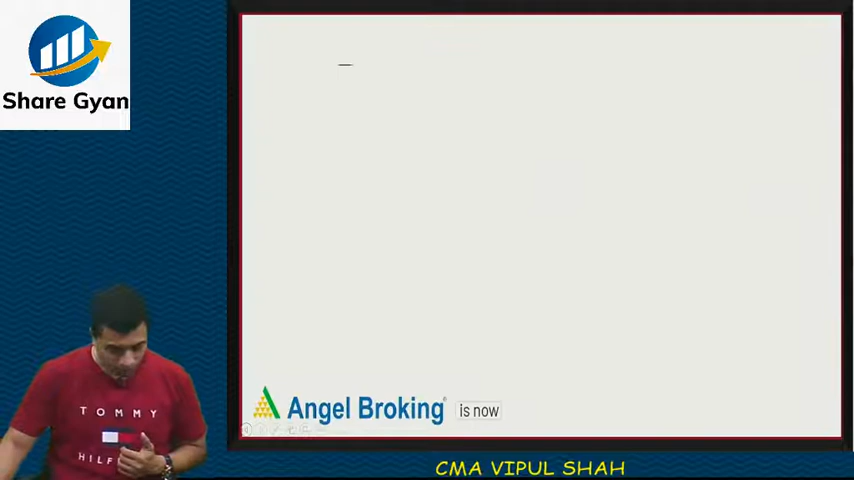 Share Gyan
TOMMY
HILF
Angel Broking
is now
CMA VIPUL SHAH